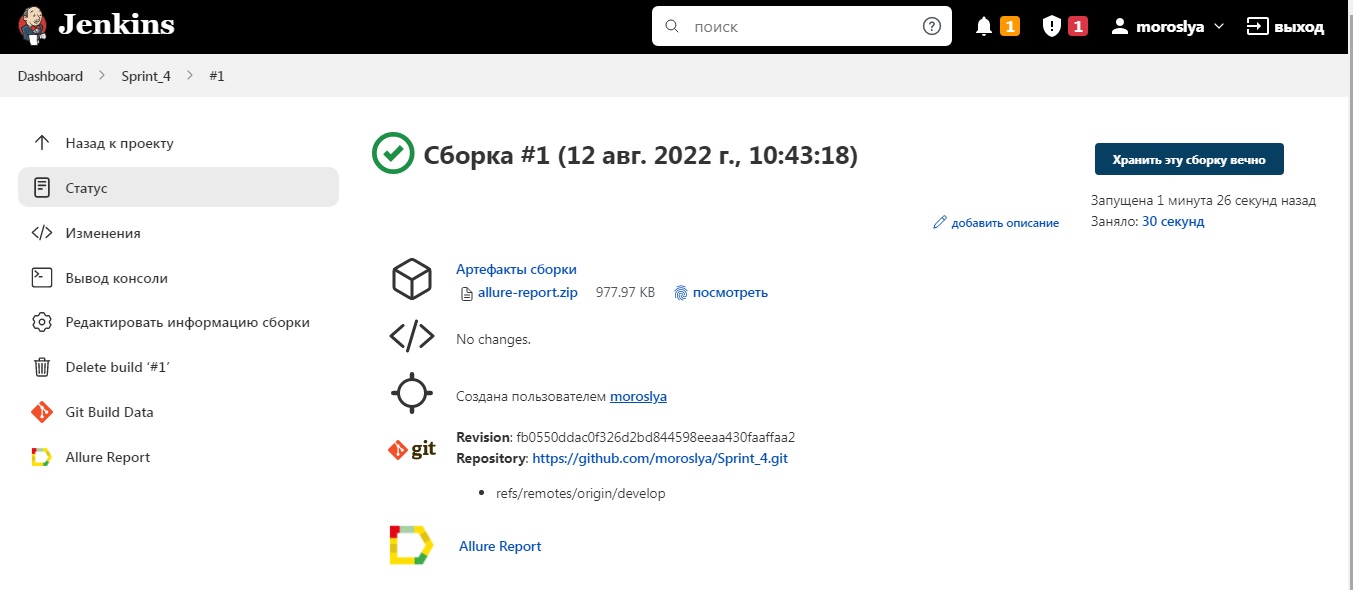 Jenkins
поиск
1
1
moroslya
выход
Dashboard
Sprint_4
#1
Назад к проекту
Статус
Изменения
Вывод консоли
Редактировать информацию сборки
Delete build ‘#1’
Git Build Data
Allure Report
Сборка #1 (12 авг. 2022 г., 10:43:18)
Хранить эту сборку вечно
Запущена 1 минута 26 секунд назад
Заняло: 30 секунд
добавить описание
Артефакты сборки
allure-report.zip 977.97 KB посмотреть
No changes.
Создана пользователем moroslya
git
Revision: fb0550ddac0f326d2bd844598eeaa430faaffaa2
Repository: https://github.com/moroslya/Sprint_4.git
• refs/remotes/origin/develop
Allure Report